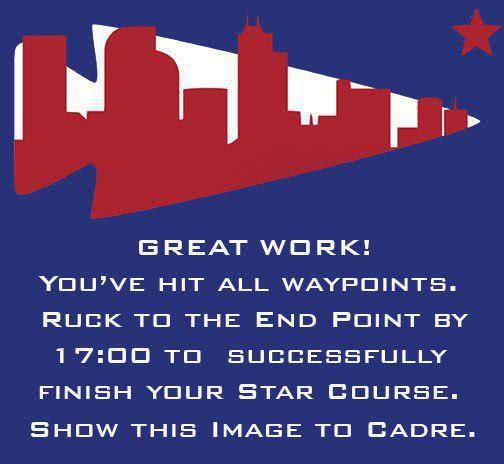 GREAT WORK!
YOU'VE HIT ALL WAYPOINTS.
RUCK TO THE END POINT BY
17:00 TO SUCCESSFULLY
FINISH YOUR STAR COURSE.
SHOW THIS IMAGE TO CADRE.